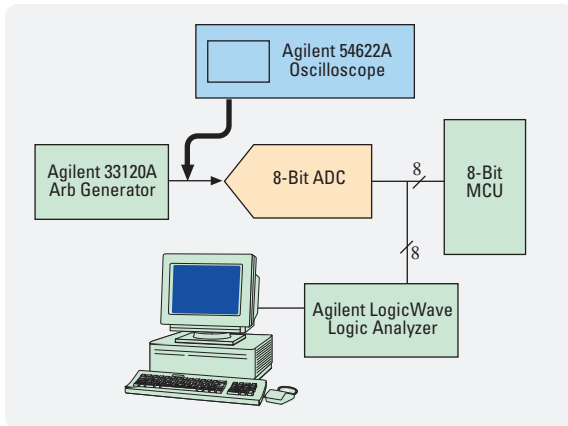 Agilent 54622A
Oscilloscope
Agilent 33120A
Arb Generator
8-Bit ADC
8
8-Bit
MCU
8
Agilent LogicWave
Logic Analyzer